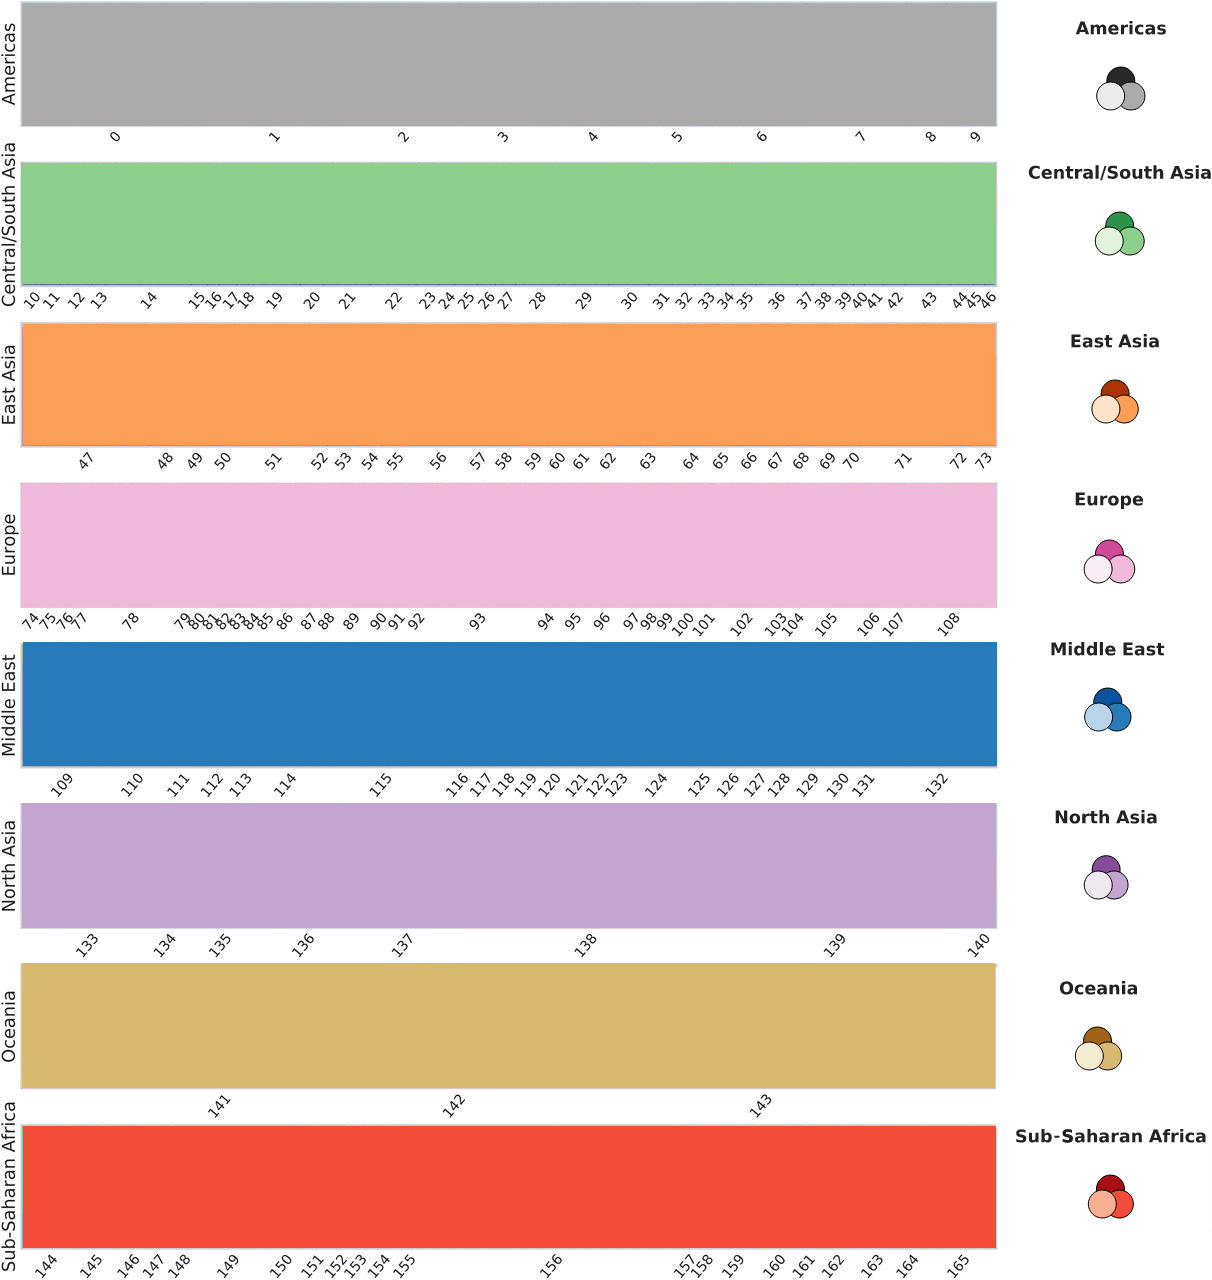 Americas
Americas
0 1 2 3 4 5 6 7 8 9
Central/South Asia
Central/South Asia
10 11 12 13 14 15 16 17 18 19 20 21 22 23 24 25 26 27 28 29 30 31 32 33 34 35 36 37 38 39 40 41 42 43 44 45 46
East Asia
East Asia
47 48 49 50 51 52 53 54 55 56 57 58 59 60 61 62 63 64 65 66 67 68 69 70 71 72 73
Europe
Europe
74 75 76 77 78 79 80 81 82 83 84 85 86 87 88 89 90 91 92 93 94 95 96 97 98 99 100 101 102 103 104 105 106 107 108
Middle East
Middle East
109 110 111 112 113 114 115 116 117 118 119 120 121 122 123 124 125 126 127 128 129 130 131 132
North Asia
North Asia
133 134 135 136 137 138 139 140
Oceania
Oceania
141 142 143
Sub-Saharan Africa
Sub-Saharan Africa
144 145 146 147 148 149 150 151 152 153 154 155 156 157 158 159 160 161 162 163 164 165